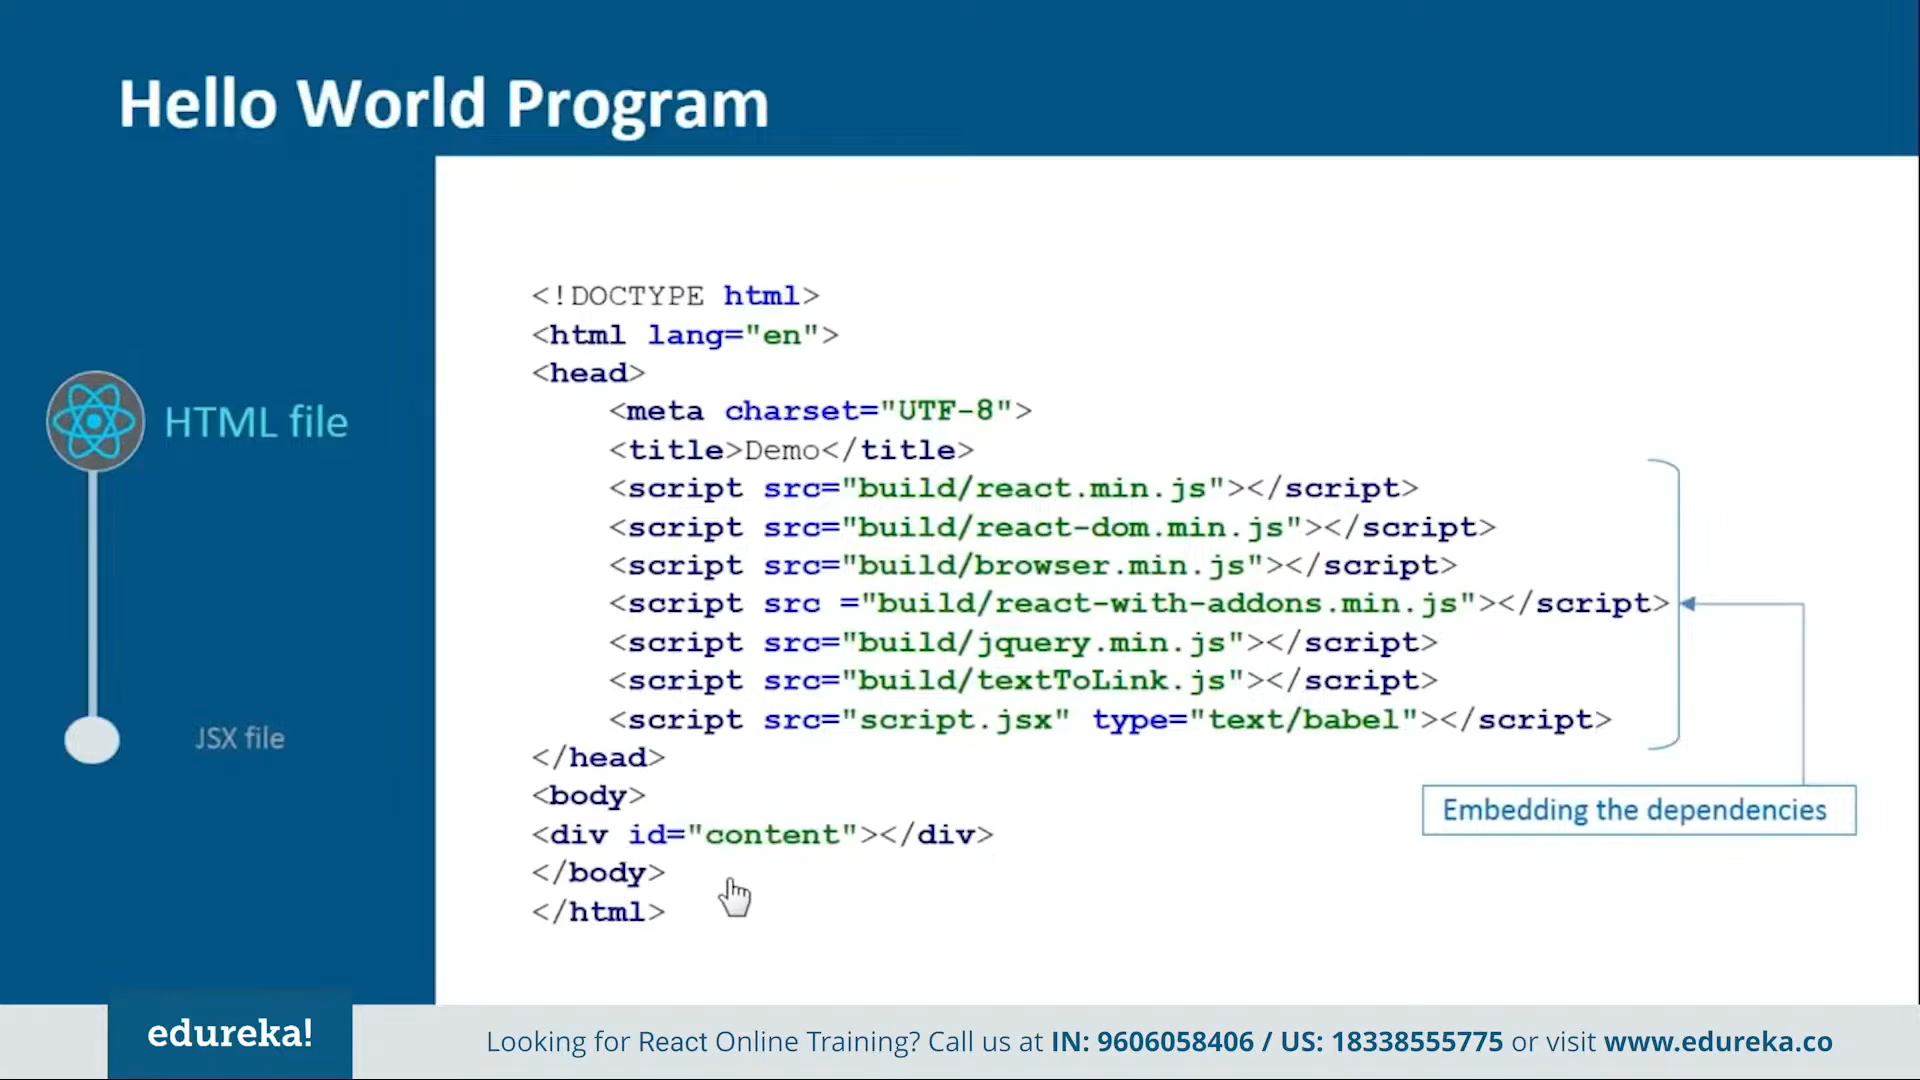 Hello World Program
HTML file
JSX file
<!DOCTYPE html>
<html lang="en">
<head>
<meta charset="UTF-8">
<title>Demo</title>
<script src="build/react.min.js"></script>
<script src="build/react-dom.min.js"></script>
<script src="build/browser.min.js"></script>
<script src ="build/react-with-addons.min.js"></script>
<script src="build/jquery.min.js"></script>
<script src="build/textToLink.js"></script>
<script src="script.jsx" type="text/babel"></script>
</head>
<body>
<div id="content"></div>
</body>
</html>
Embedding the dependencies
edureka!
Looking for React Online Training? Call us at IN: 9606058406 / US: 18338555775 or visit www.edureka.co